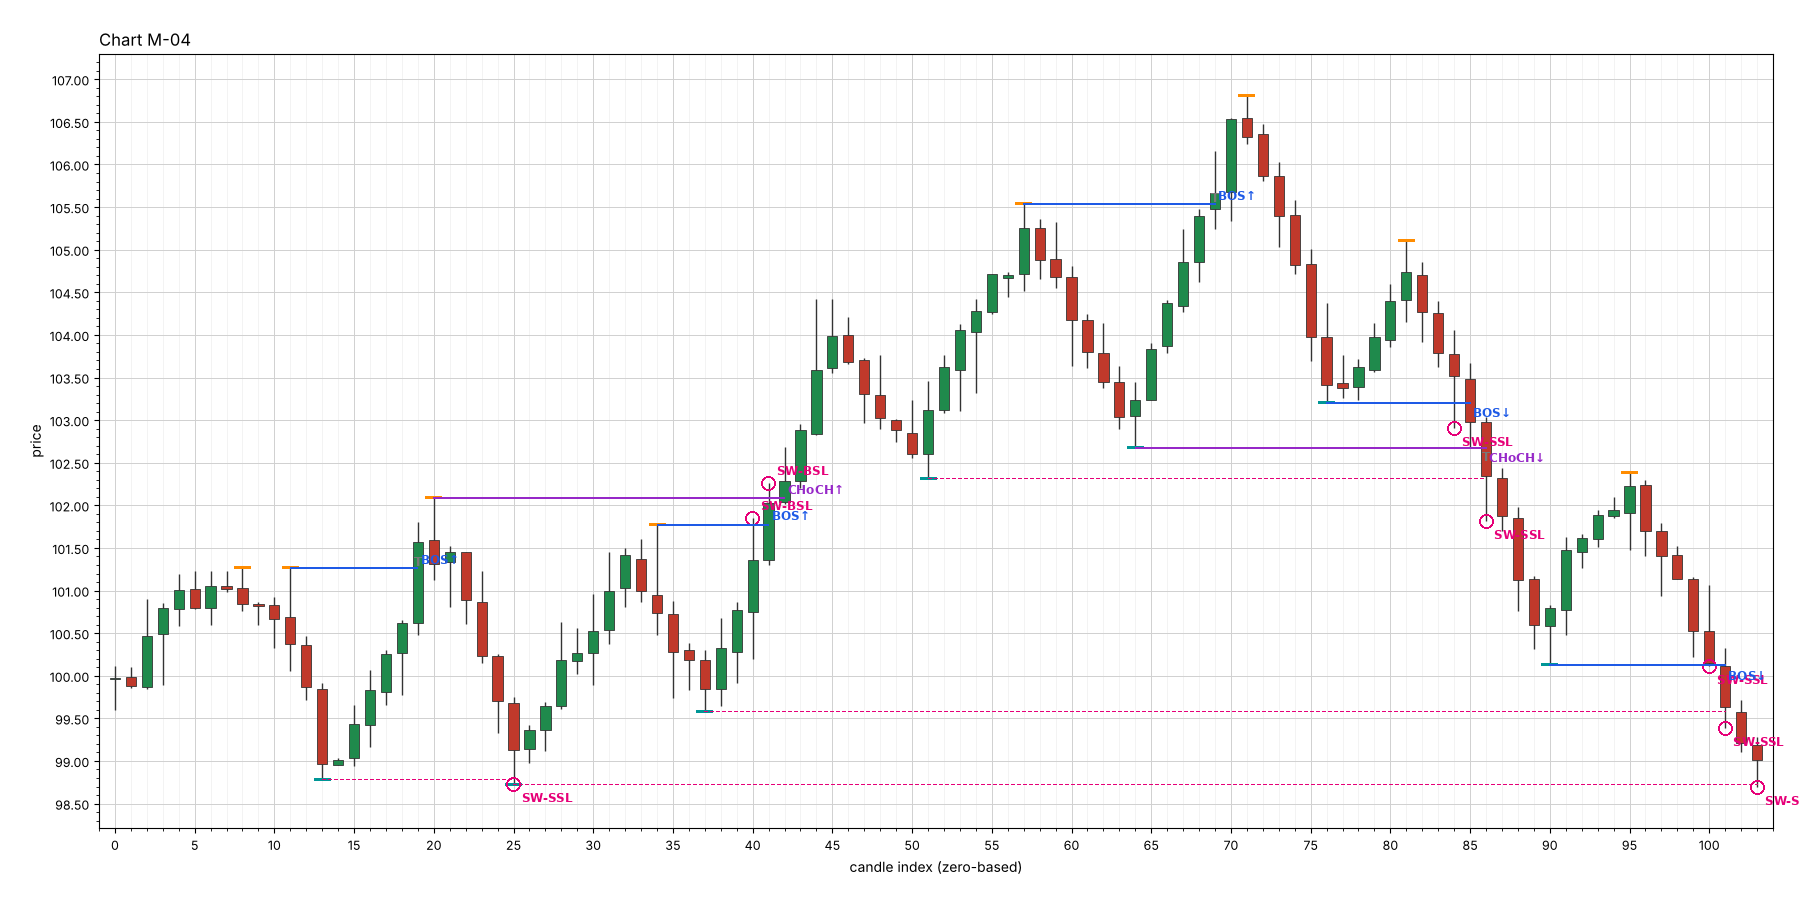 Chart M-04
107.00
106.50
106.00
105.50
105.00
104.50
104.00
103.50
103.00
102.50
102.00
101.50
101.00
100.50
100.00
99.50
99.00
98.50
price
BOS↑
BOS↓
SW-SSL
CHoCH↓
SW-BSL
CHoCH↑
SW-BSL
BOS↑
SW-SSL
BOS↑
BOS↓
SW-SSL
SW-SSL
SW-SSL
SW-S
0 5 10 15 20 25 30 35 40 45 50 55 60 65 70 75 80 85 90 95 100
candle index (zero-based)